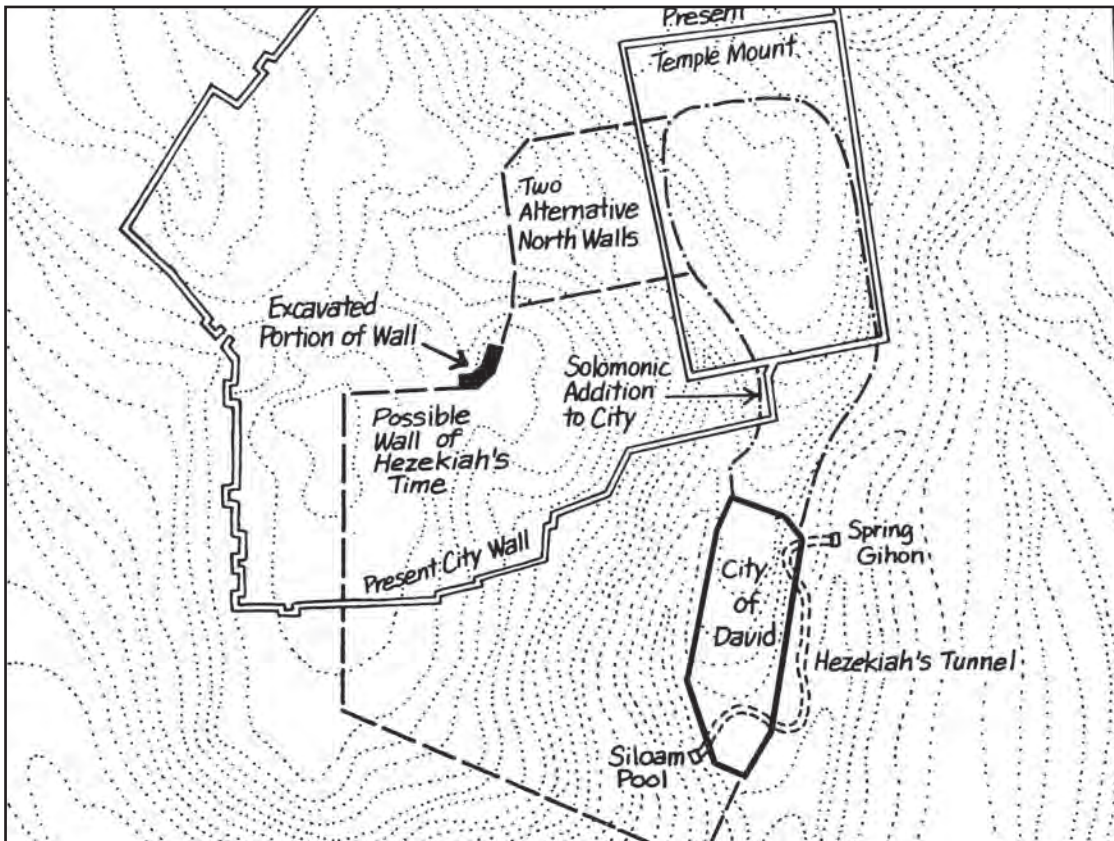 Present
Temple Mount
Two
Alternative
North Walls
Excavated
Portion of Wall
Solomonic
Addition
to City
Possible
Wall of
Hezekiah's
Time
Present City Wall
Spring
Gihon
City
of
David
Hezekiah's Tunnel
Siloam
Pool